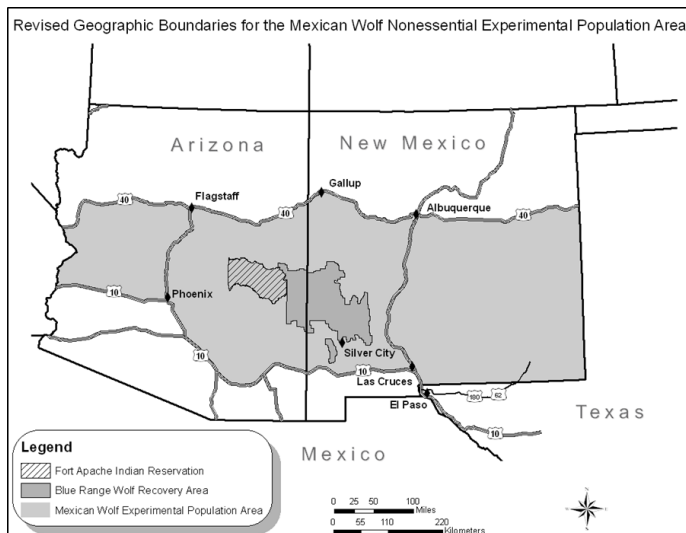 Revised Geographic Boundaries for the Mexican Wolf Nonessential Experimental Population Area
Arizona
New Mexico
Gallup
Flagstaff
40
40
Albuquerque
40
Phoenix
10
10
Silver City
10
Las Cruces
El Paso
100
62
10
Texas
Mexico
Legend
Fort Apache Indian Reservation
Blue Range Wolf Recovery Area
Mexican Wolf Experimental Population Area
0 25 50 100
Miles
0 55 110 220
Kilometers